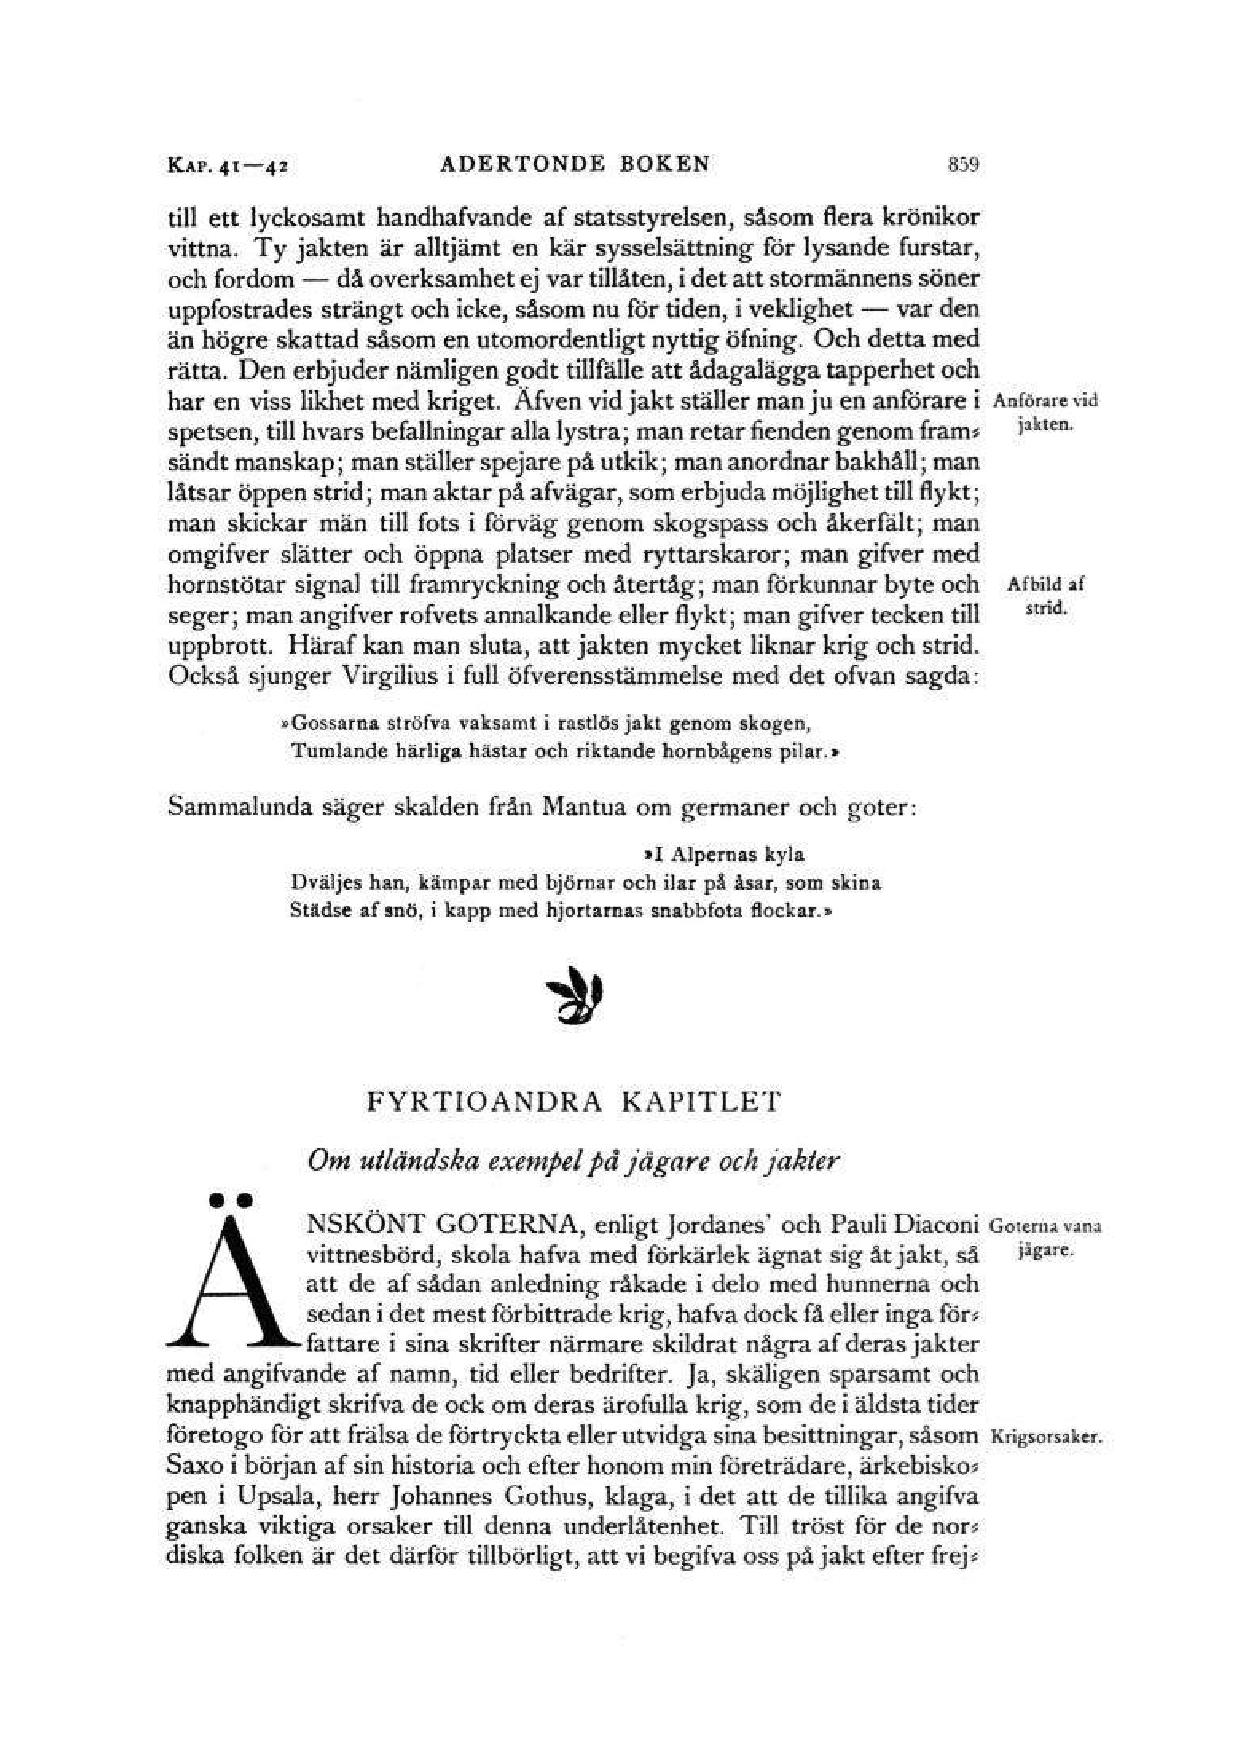 KAP. 41—42 ADERTONDE BOKEN 859
till ett lyckosamt handhafvande af statsstyrelsen, såsom flera krönikor
vittna. Ty jakten är alltjämt en kär sysselsättning för lysande furstar,
och fordom — då overksamhet ej var tillåten, i det att stormännens söner
uppfostrades strängt och icke, såsom nu för tiden, i veklighet — var den
än högre skattad såsom en utomordentligt nyttig öfning. Och detta med
rätta. Den erbjuder nämligen godt tillfälle att ådagalägga tapperhet och
har en viss likhet med kriget. Äfven vid jakt ställer man ju en anförare i
Anförare vid
jakten.
spetsen, till hvars befallningar alla lystra; man retar fienden genom fram-
sändt manskap; man ställer spejare på utkik; man anordnar bakhåll; man
låtsar öppen strid; man aktar på afvägar, som erbjuda möjlighet till flykt;
man skickar män till fots i förväg genom skogspass och åkerfält; man
omgifver slätter och öppna platser med ryttarskaror; man gifver med
hornstötar signal till framryckning och återtåg; man förkunnar byte och
Afbild af
strid.
seger; man angifver rofvets annalkande eller flykt; man gifver tecken till
uppbrott. Häraf kan man sluta, att jakten mycket liknar krig och strid.
Också sjunger Virgilius i full öfverensstämmelse med det ofvan sagda:
»Gossarna ströfva vaksamt i rastlös jakt genom skogen,
Tumlande härliga hästar och riktande hornbågens pilar.»
Sammalunda säger skalden från Mantua om germaner och goter:
»I Alpernas kyla
Dväljes han, kämpar med björnar och ilar på åsar, som skina
Städse af snö, i kapp med hjortarnas snabbfota flockar.»
FYRTIOANDRA KAPITLET
Om utländska exempel på jägare och jakter
ÄNSKÖNT GOTERNA, enligt Jordanes' och Pauli Diaconi
Goterna vana
jägare.
vittnesbörd, skola hafva med förkärlek ägnat sig åt jakt, så
att de af sådan anledning råkade i delo med hunnerna och
sedan i det mest förbittrade krig, hafva dock få eller inga för-
fattare i sina skrifter närmare skildrat några af deras jakter
med angifvande af namn, tid eller bedrifter. Ja, skäligen sparsamt och
knapphändigt skrifva de ock om deras ärofulla krig, som de i äldsta tider
företogo för att frälsa de förtryckta eller utvidga sina besittningar, såsom
Krigsorsaker.
Saxo i början af sin historia och efter honom min företrädare, ärkebisko-
pen i Upsala, herr Johannes Gothus, klaga, i det att de tillika angifva
ganska viktiga orsaker till denna underlåtenhet. Till tröst för de nor-
diska folken är det därför tillbörligt, att vi begifva oss på jakt efter frej-